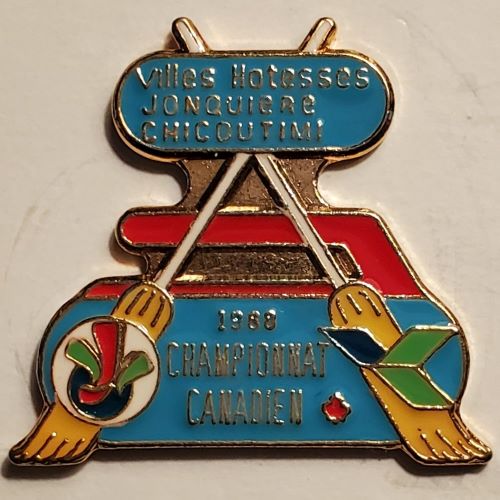 Villes Hotesses
JONQUIERE
CHICOUTIMI
1988
CHAMPIONNAT
CANADIEN